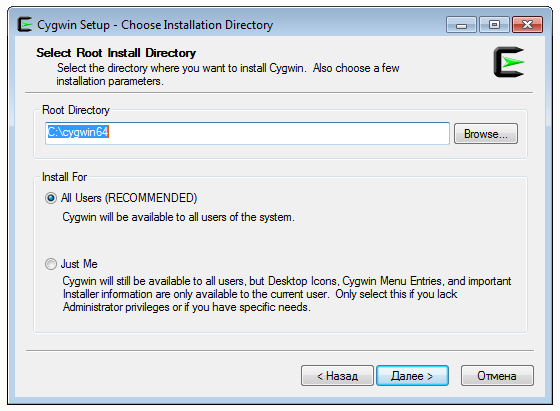 Cygwin Setup - Choose Installation Directory
Select Root Install Directory
Select the directory where you want to install Cygwin. Also choose a few
installation parameters.
Root Directory
C:\cygwin64
Browse...
Install For
All Users (RECOMMENDED)
Cygwin will be available to all users of the system.
Just Me
Cygwin will still be available to all users, but Desktop Icons, Cygwin Menu Entries, and important
Installer information are only available to the current user. Only select this if you lack
Administrator privileges or if you have specific needs.
< Назад
Далее >
Отмена